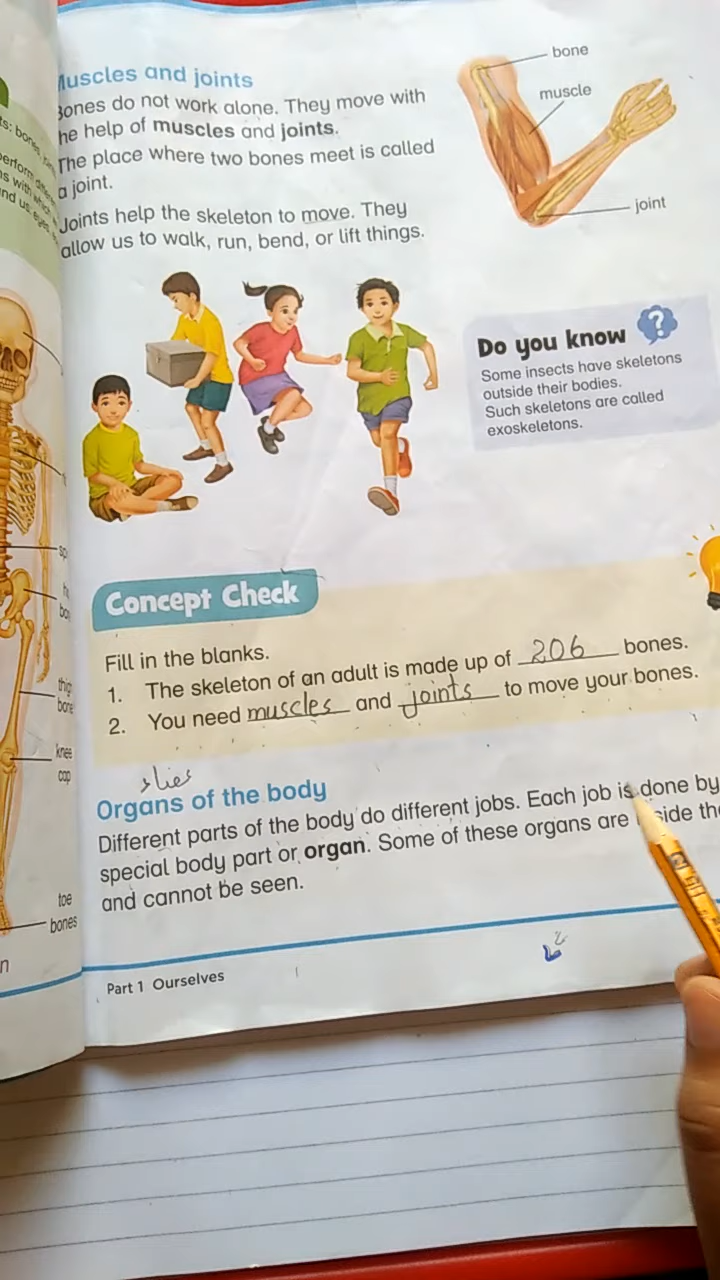 Muscles and joints
Bones do not work alone. They move with
he help of muscles and joints.
The place where two bones meet is called
a joint.
Joints help the skeleton to move. They
allow us to walk, run, bend, or lift things.
bone
muscle
joint
Do you know ?
Some insects have skeletons
outside their bodies.
Such skeletons are called
exoskeletons.
Concept Check
Fill in the blanks.
1. The skeleton of an adult is made up of 206 bones.
2. You need muscles and joints to move your bones.
thigh
bone
knee
cap
toe
bones
Organs of the body
Different parts of the body do different jobs. Each job is done by
special body part or organ. Some of these organs are side the
and cannot be seen.
Part 1 Ourselves